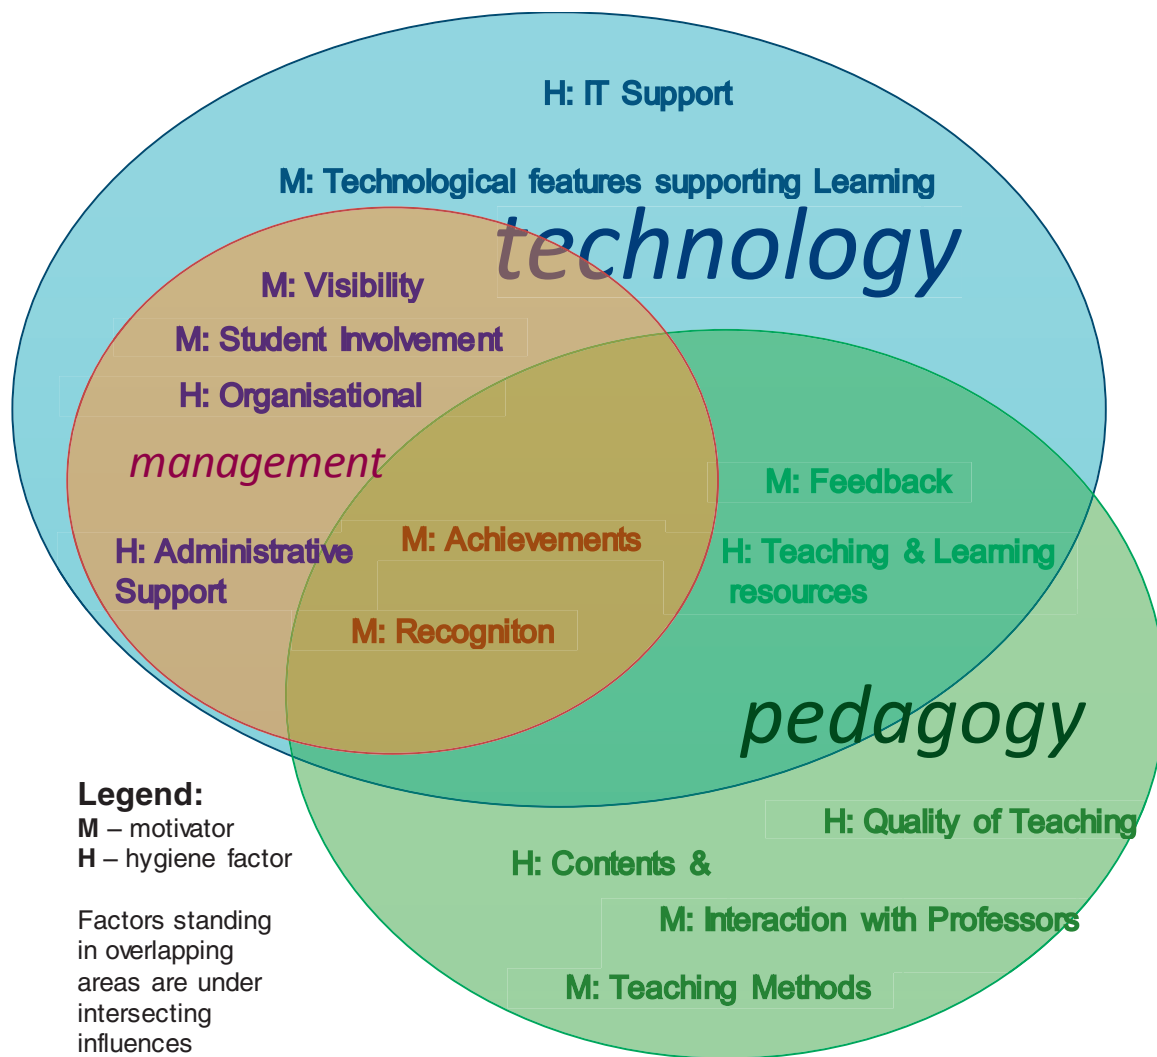 H: IT Support
M: Technological features supporting Learning
technology
M: Visibility
M: Student Involvement
H: Organisational
management
M: Feedback
M: Achievements
H: Administrative
Support
H: Teaching & Learning
resources
M: Recogniton
pedagogy
Legend:
M – motivator
H – hygiene factor
Factors standing
in overlapping
areas are under
intersecting
influences
H: Quality of Teaching
H: Contents &
M: Interaction with Professors
M: Teaching Methods